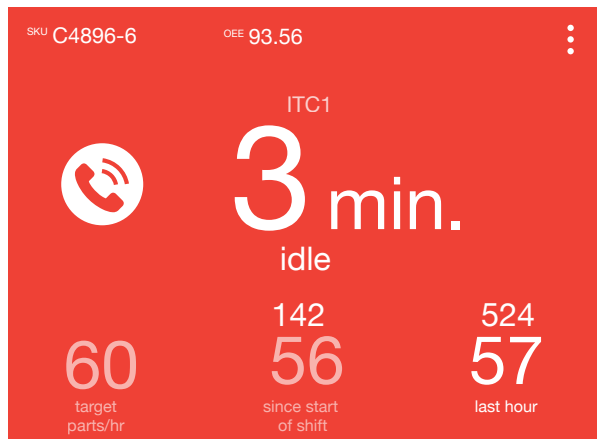 SKU C4896-6 OEE 93.56
ITC1
3 min.
idle
142 524
60 56 57
target since start last hour
parts/hr of shift